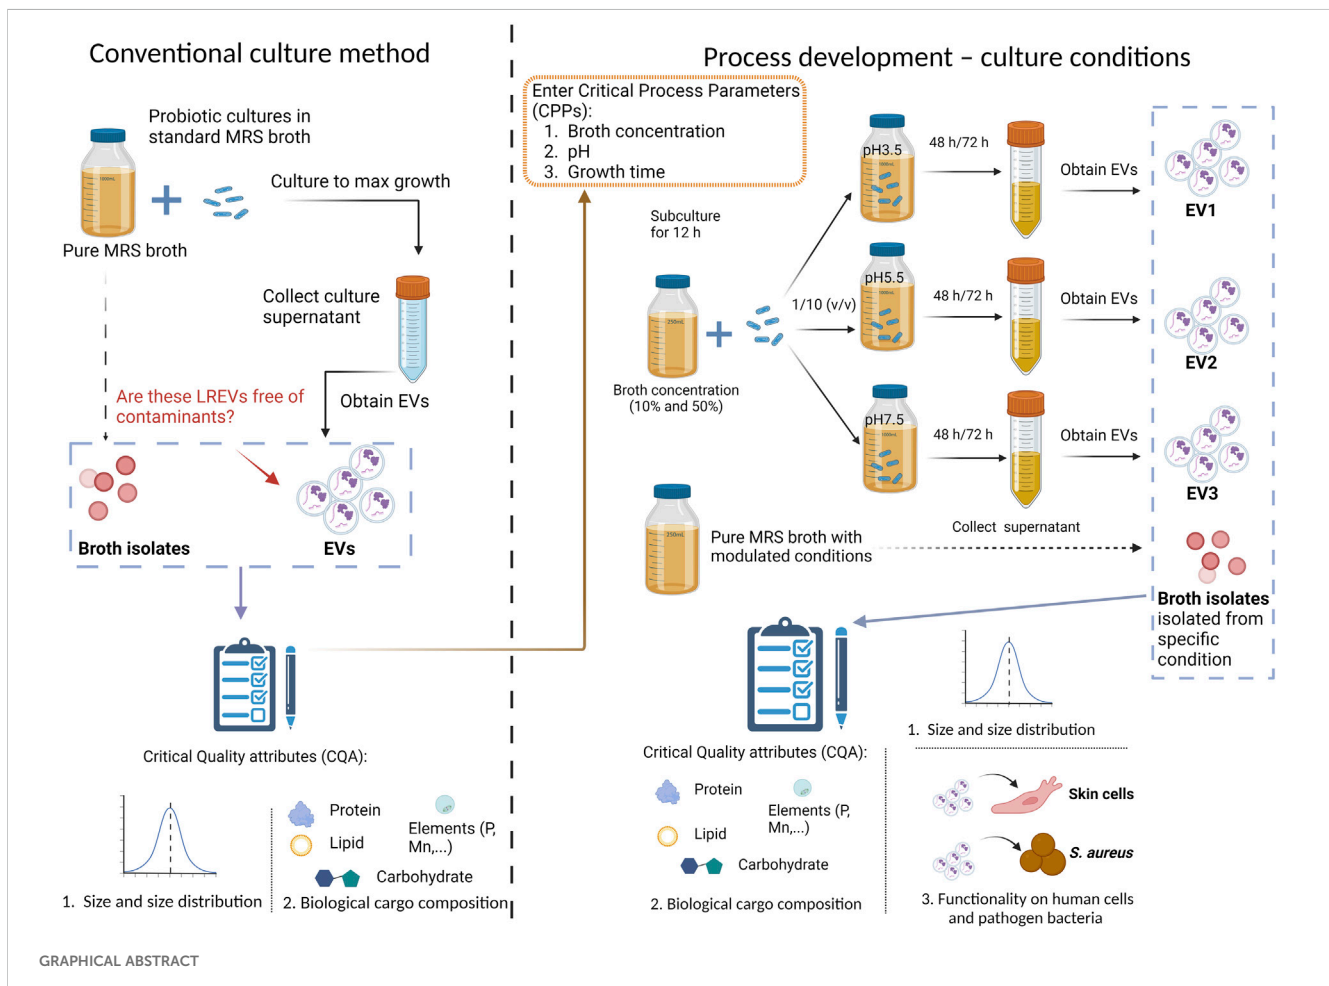 Conventional culture method
Probiotic cultures in
standard MRS broth
1000mL
Culture to max growth
Pure MRS broth
Collect culture
supernatant
Are these LREVs free of
contaminants?
Obtain EVs
Broth isolates
EVs
Critical Quality attributes (CQA):
Protein
Lipid
Elements (P,
Mn,...)
Carbohydrate
1. Size and size distribution
2. Biological cargo composition
Process development – culture conditions
Enter Critical Process Parameters
(CPPs):
1. Broth concentration
2. pH
3. Growth time
Subculture
for 12 h
250mL
Broth concentration
(10% and 50%)
1/10 (v/v)
pH3.5
1000mL
48 h/72 h
Obtain EVs
EV1
pH5.5
1000mL
48 h/72 h
Obtain EVs
EV2
pH7.5
1000mL
48 h/72 h
Obtain EVs
EV3
250mL
Pure MRS broth with
modulated conditions
Collect supernatant
Broth isolates
isolated from
specific
condition
Critical Quality attributes (CQA):
Protein
Lipid
Elements (P,
Mn,...)
Carbohydrate
2. Biological cargo composition
1. Size and size distribution
Skin cells
S. aureus
3. Functionality on human cells
and pathogen bacteria
GRAPHICAL ABSTRACT